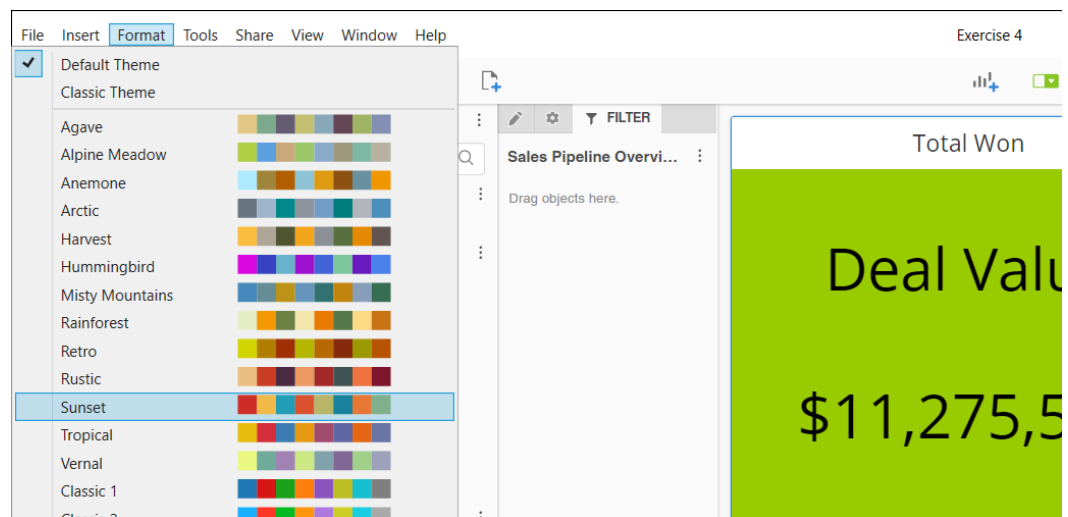 File Insert Format Tools Share View Window Help Exercise 4
Default Theme
Classic Theme
Agave
Alpine Meadow
Anemone
Arctic
Harvest
Hummingbird
Misty Mountains
Rainforest
Retro
Rustic
Sunset
Tropical
Vernal
Classic 1
FILTER
Sales Pipeline Overvi...
Drag objects here.
Total Won
Deal Valu
$11,275,5